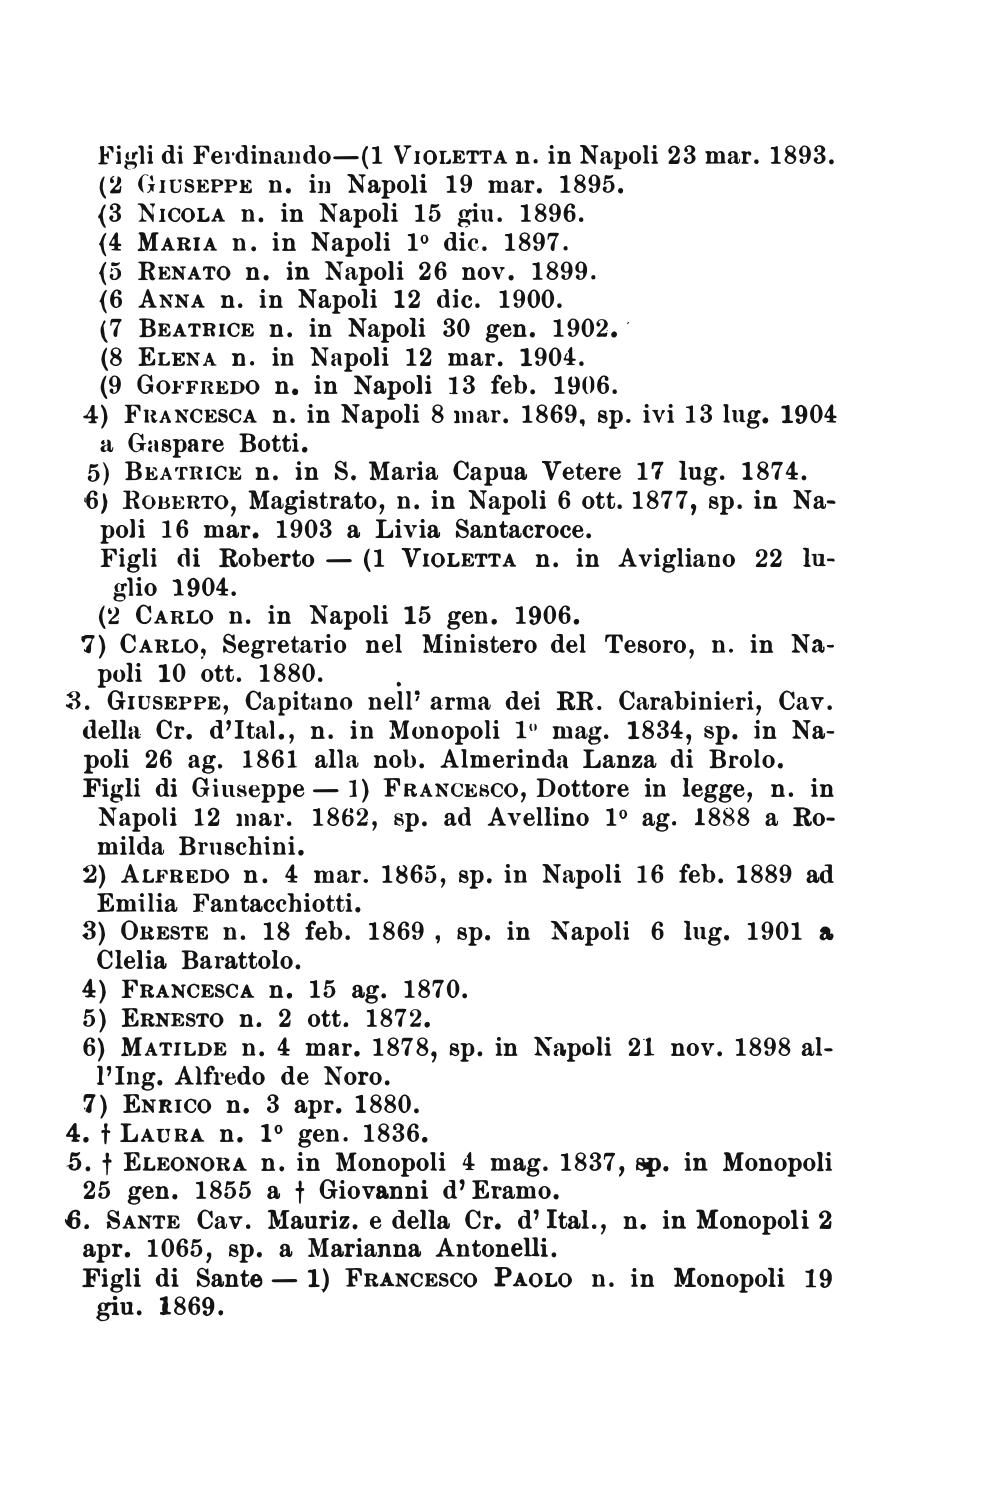 Figli di Ferdinando—(1 VIOLETTA n. in Napoli 23 mar. 1893.
(2 GIUSEPPE n. in Napoli 19 mar. 1895.
(3 NICOLA n. in Napoli 15 giu. 1896.
(4 MARIA n. in Napoli 1º dic. 1897.
(5 RENATO n. in Napoli 26 nov. 1899.
(6 ANNA n. in Napoli 12 dic. 1900.
(7 BEATRICE n. in Napoli 30 gen. 1902.
(8 ELENA n. in Napoli 12 mar. 1904.
(9 GOFFREDO n. in Napoli 13 feb. 1906.
4) FRANCESCA n. in Napoli 8 mar. 1869, sp. ivi 13 lug. 1904
a Gaspare Botti.
5) BEATRICE n. in S. Maria Capua Vetere 17 lug. 1874.
6) ROBERTO, Magistrato, n. in Napoli 6 ott. 1877, sp. in Na-
poli 16 mar. 1903 a Livia Santacroce.
Figli di Roberto — (1 VIOLETTA n. in Avigliano 22 lu-
glio 1904.
(2 CARLO n. in Napoli 15 gen. 1906.
7) CARLO, Segretario nel Ministero del Tesoro, n. in Na-
poli 10 ott. 1880.
3. GIUSEPPE, Capitano nell' arma dei RR. Carabinieri, Cav.
della Cr. d'Ital., n. in Monopoli 1º mag. 1834, sp. in Na-
poli 26 ag. 1861 alla nob. Almerinda Lanza di Brolo.
Figli di Giuseppe — 1) FRANCESCO, Dottore in legge, n. in
Napoli 12 mar. 1862, sp. ad Avellino 1º ag. 1888 a Ro-
milda Bruschini.
2) ALFREDO n. 4 mar. 1865, sp. in Napoli 16 feb. 1889 ad
Emilia Fantacchiotti.
3) ORESTE n. 18 feb. 1869 , sp. in Napoli 6 lug. 1901 a
Clelia Barattolo.
4) FRANCESCA n. 15 ag. 1870.
5) ERNESTO n. 2 ott. 1872.
6) MATILDE n. 4 mar. 1878, sp. in Napoli 21 nov. 1898 al-
l'Ing. Alfredo de Noro.
7) ENRICO n. 3 apr. 1880.
4. † LAURA n. 1º gen. 1836.
5. † ELEONORA n. in Monopoli 4 mag. 1837, sp. in Monopoli
25 gen. 1855 a † Giovanni d' Eramo.
6. SANTE Cav. Mauriz. e della Cr. d' Ital., n. in Monopoli 2
apr. 1065, sp. a Marianna Antonelli.
Figli di Sante — 1) FRANCESCO PAOLO n. in Monopoli 19
giu. 1869.